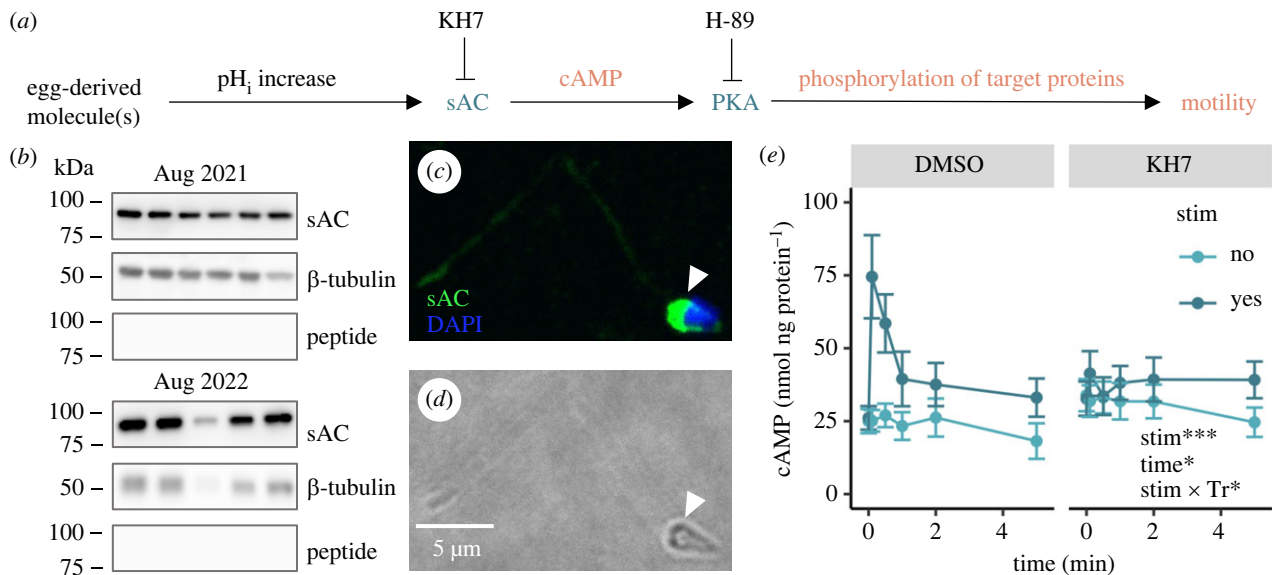 (a)
KH7
H-89
egg-derived
molecule(s)
pHi increase
sAC
cAMP
PKA
phosphorylation of target proteins
motility
(b)
kDa
Aug 2021
100
75
sAC
50
β-tubulin
100
75
peptide
Aug 2022
100
75
sAC
50
β-tubulin
100
75
peptide
(c)
sAC
DAPI
(d)
5 µm
(e)
DMSO
KH7
cAMP (nmol ng protein−1)
100
75
50
25
0
stim
no
yes
stim***
time*
stim × Tr*
0 2 4
0 2 4
time (min)